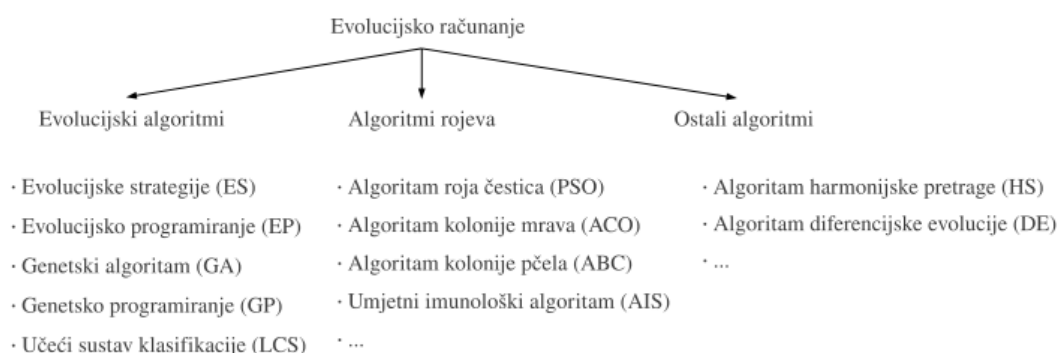 Evolucijsko računanje
Evolucijski algoritmi
· Evolucijske strategije (ES)
· Evolucijsko programiranje (EP)
· Genetski algoritam (GA)
· Genetsko programiranje (GP)
· Učeći sustav klasifikacije (LCS)
Algoritmi rojeva
· Algoritam roja čestica (PSO)
· Algoritam kolonije mrava (ACO)
· Algoritam kolonije pčela (ABC)
· Umjetni imunološki algoritam (AIS)
· ...
Ostali algoritmi
· Algoritam harmonijske pretrage (HS)
· Algoritam diferencijske evolucije (DE)
· ...